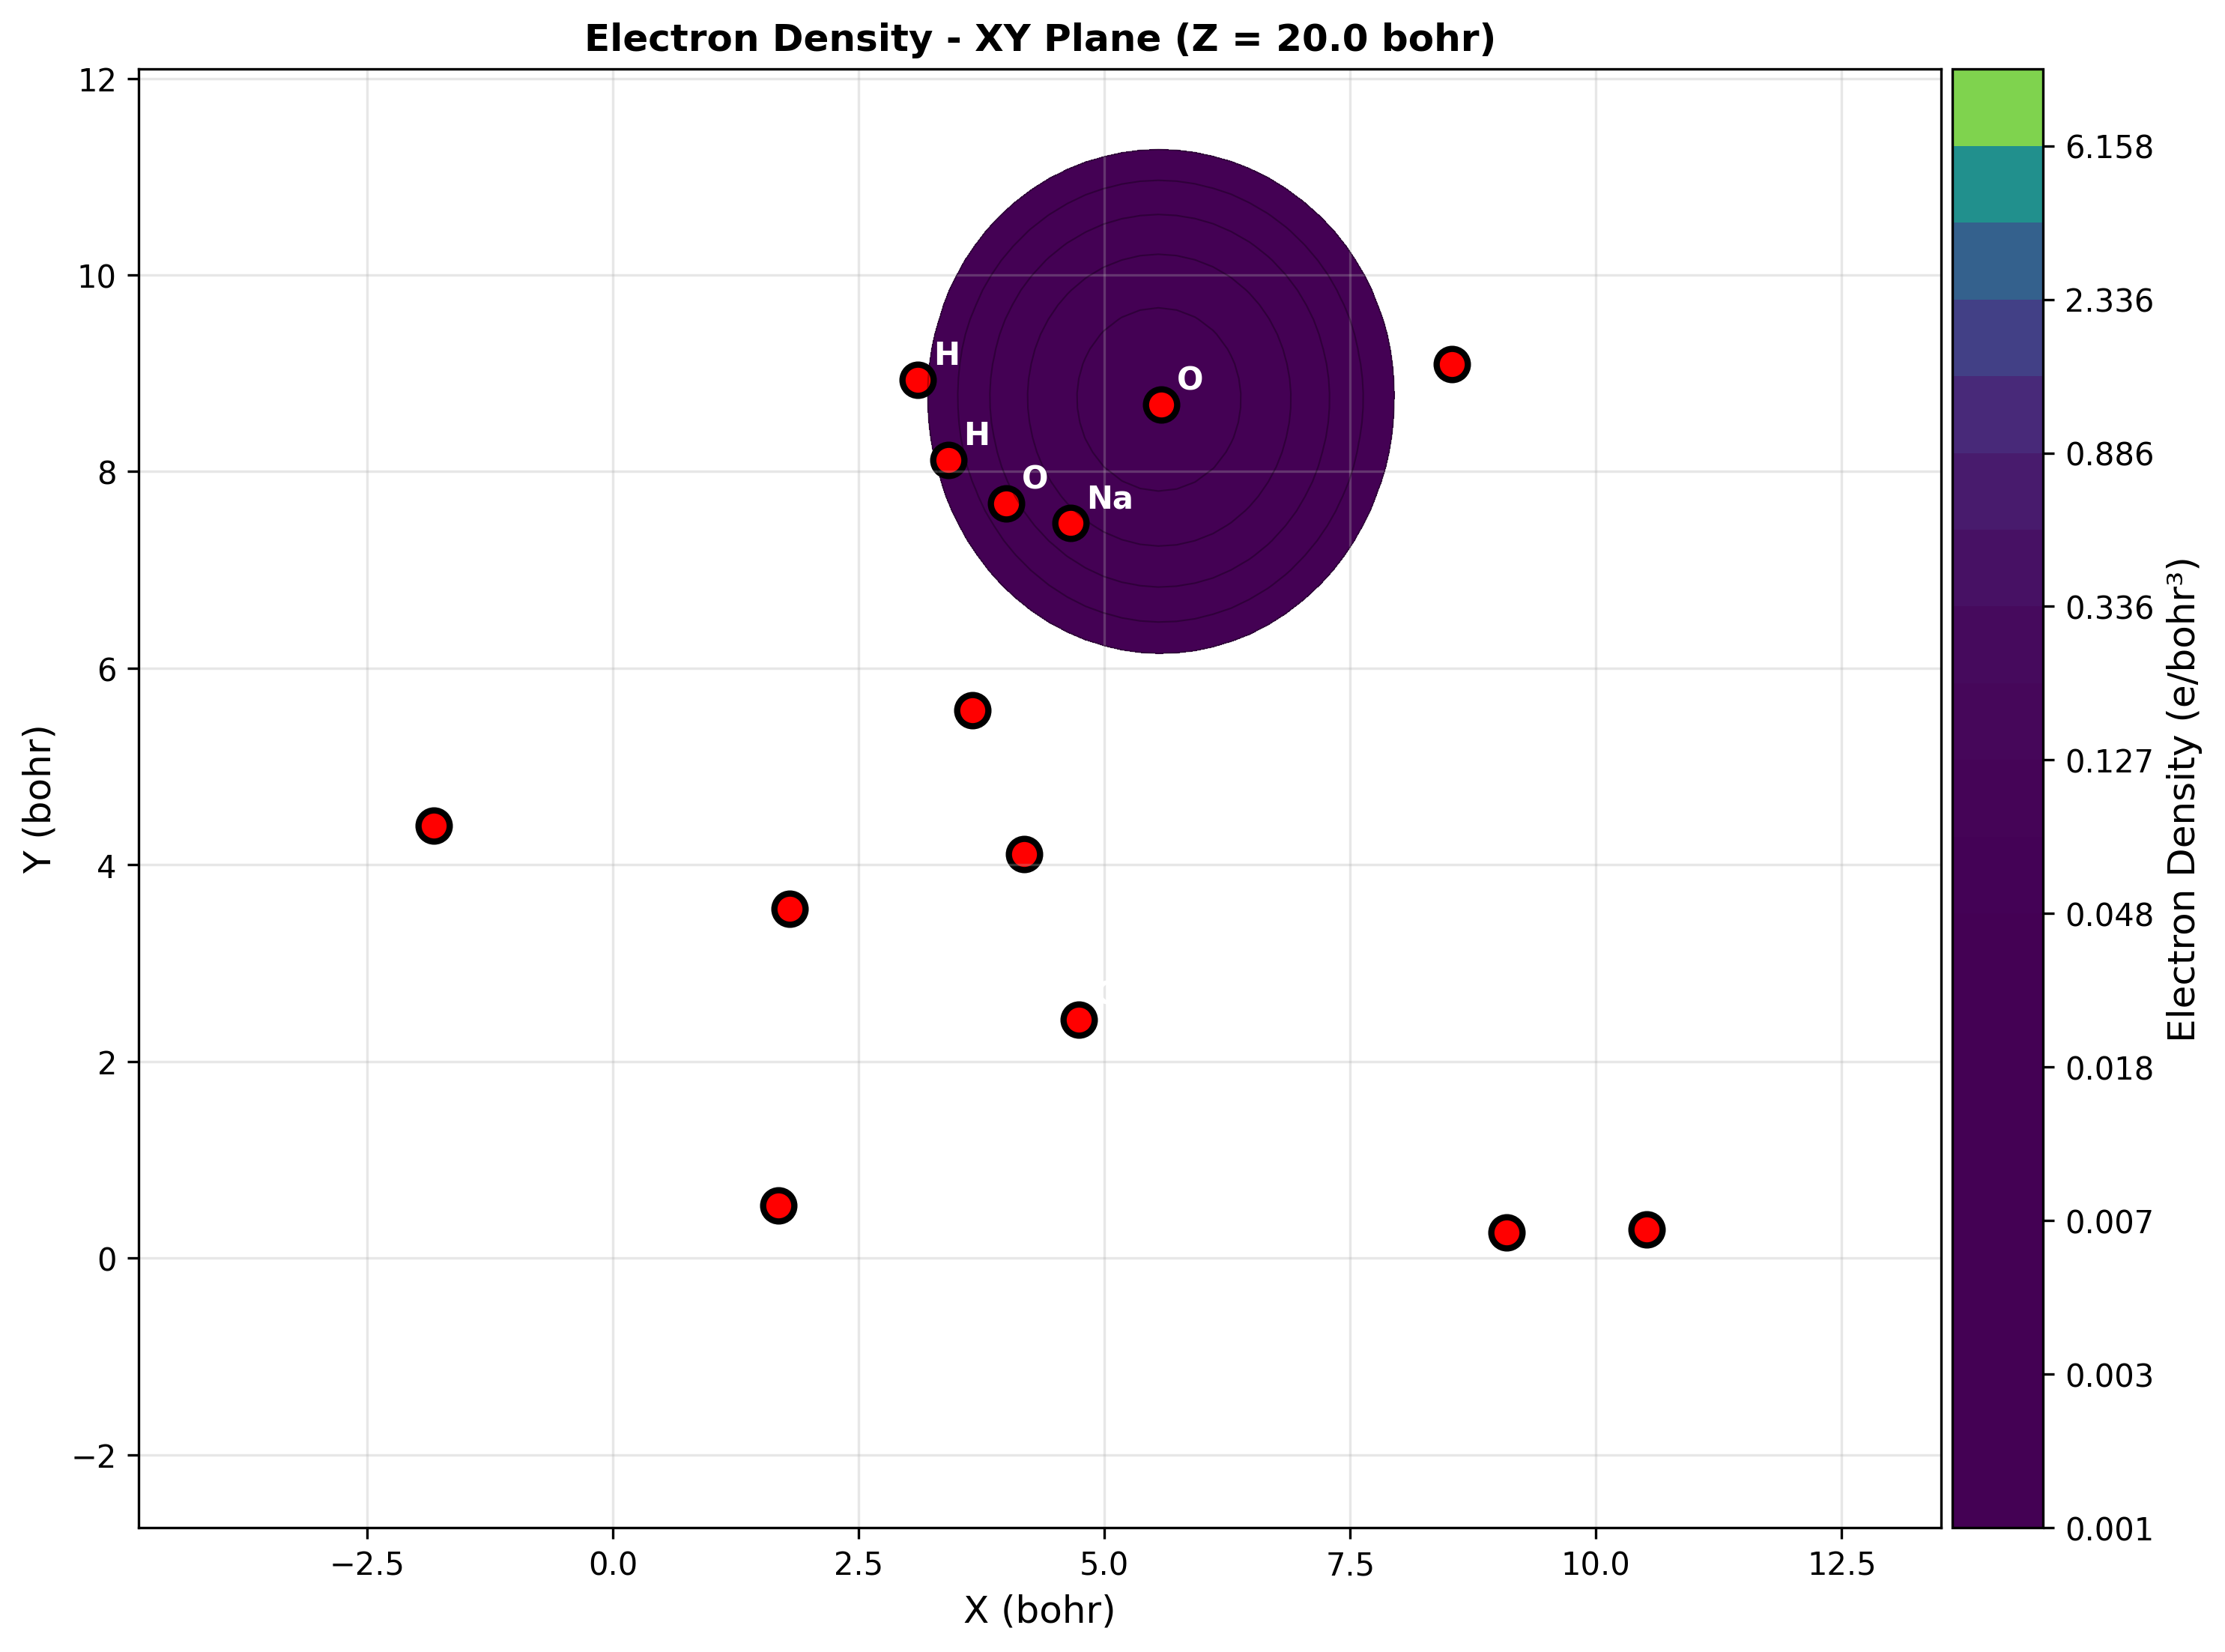 Electron Density - XY Plane (Z = 20.0 bohr)
12
10
8
6
4
2
0
−2
Y (bohr)
H
O
H
O
Na
−2.5 0.0 2.5 5.0 7.5 10.0 12.5
X (bohr)
6.158
2.336
0.886
0.336
0.127
0.048
0.018
0.007
0.003
0.001
Electron Density (e/bohr³)